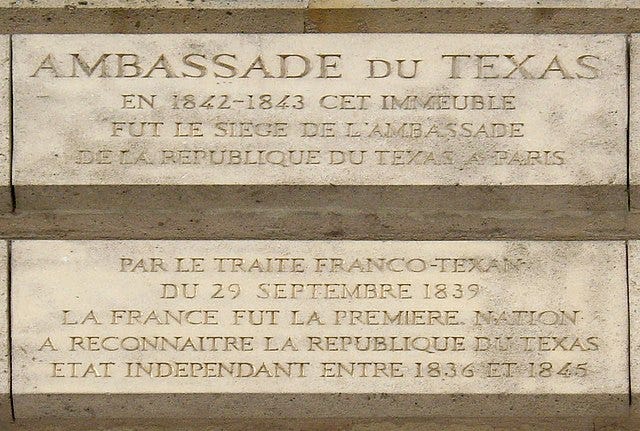 AMBASSADE DU TEXAS
EN 1842-1843 CET IMMEUBLE
FUT LE SIEGE DE L'AMBASSADE
DE LA REPUBLIQUE DU TEXAS A PARIS
PAR LE TRAITE FRANCO-TEXAN
DU 29 SEPTEMBRE 1839
LA FRANCE FUT LA PREMIERE NATION
A RECONNAITRE LA REPUBLIQUE DU TEXAS
ETAT INDEPENDANT ENTRE 1836 ET 1845